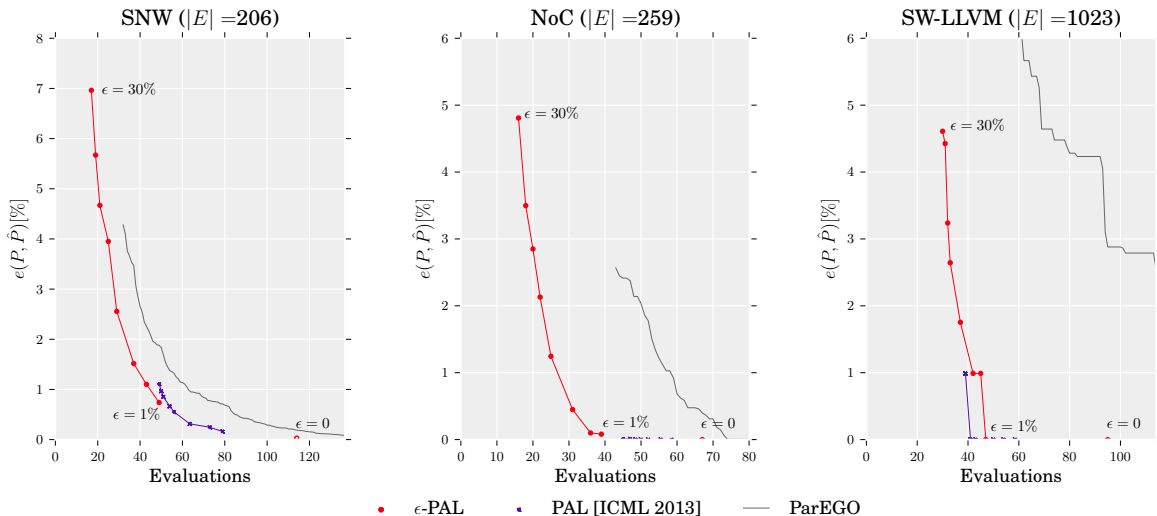 SNW (|E| =206)
8
7
6
5
4
3
2
1
0
0 20 40 60 80 100 120
e(P, P̂)[%]
Evaluations
ϵ = 30%
ϵ = 1%
ϵ = 0
NoC (|E| =259)
6
5
4
3
2
1
0
0 10 20 30 40 50 60 70 80
e(P, P̂)[%]
Evaluations
ϵ = 30%
ϵ = 1%
ϵ = 0
SW-LLVM (|E| =1023)
6
5
4
3
2
1
0
0 20 40 60 80 100
e(P, P̂)[%]
Evaluations
ϵ = 30%
ϵ = 1%
ϵ = 0
ϵ-PAL PAL [ICML 2013] ParEGO